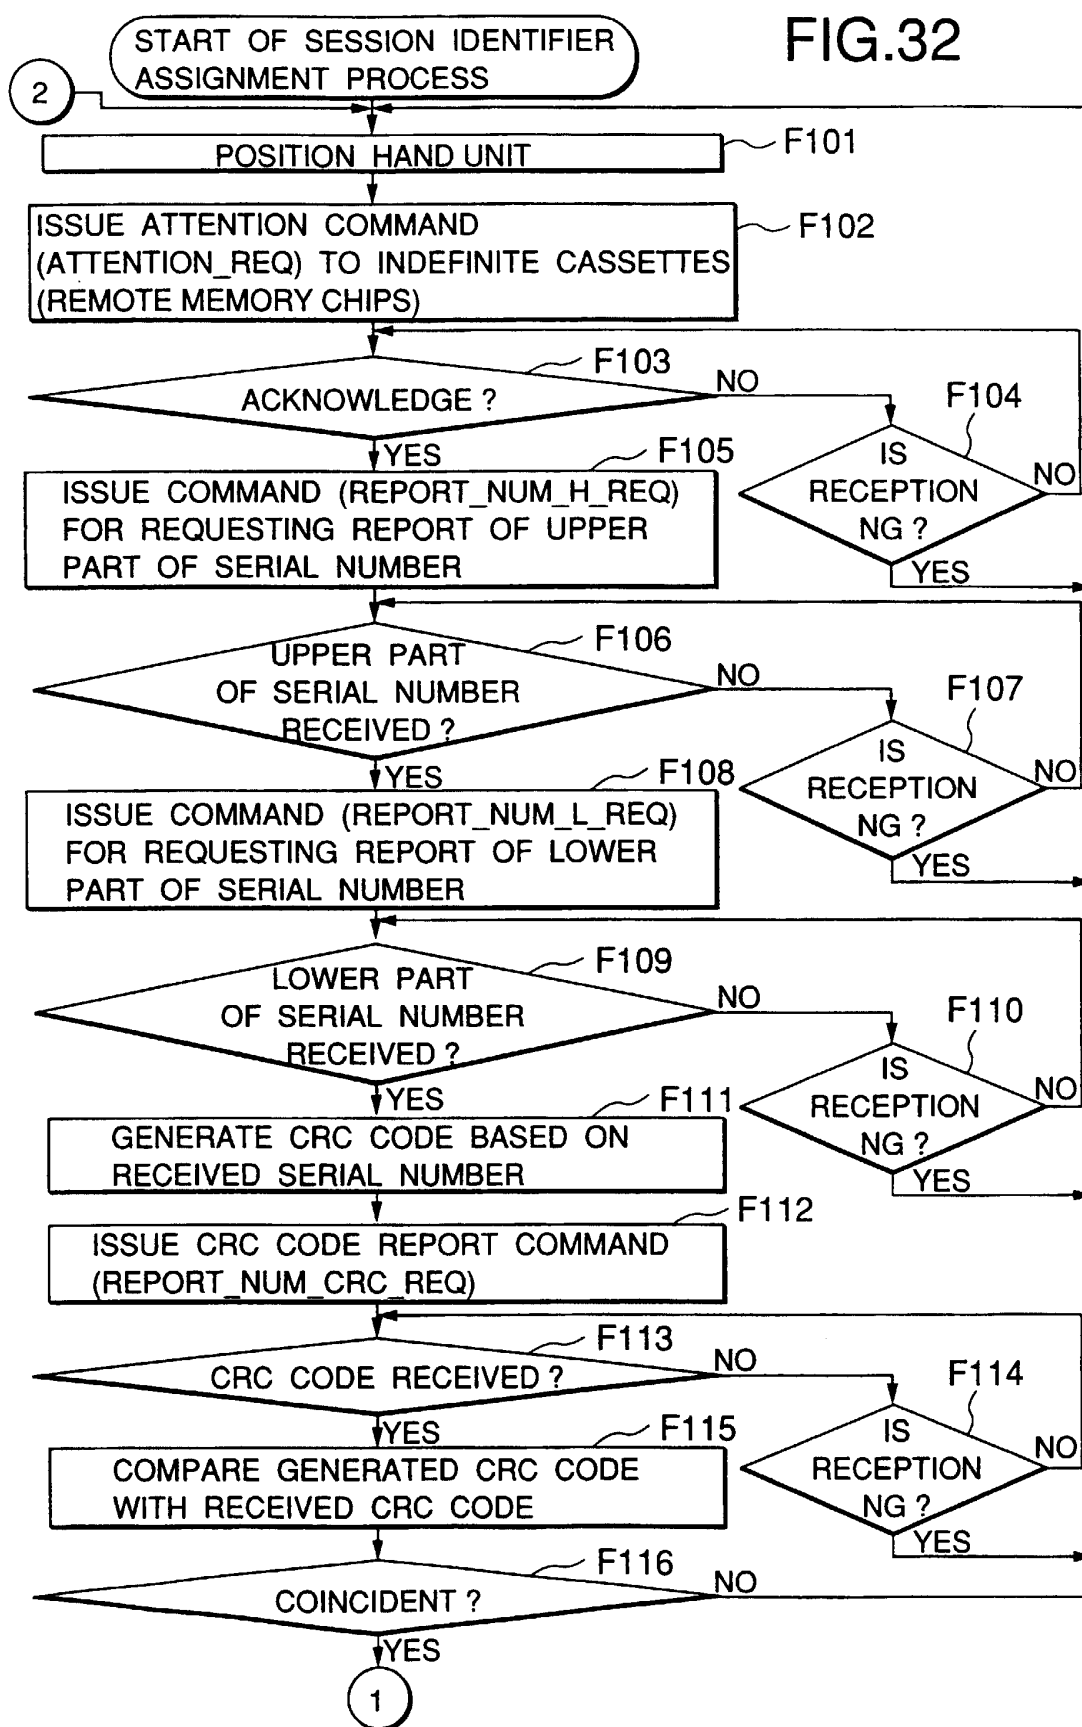 FIG.32
START OF SESSION IDENTIFIER
ASSIGNMENT PROCESS
2
POSITION HAND UNIT
F101
ISSUE ATTENTION COMMAND
(ATTENTION_REQ) TO INDEFINITE CASSETTES
(REMOTE MEMORY CHIPS)
F102
ACKNOWLEDGE ?
F103
NO
YES
IS
RECEPTION
NG ?
F104
NO
YES
ISSUE COMMAND (REPORT_NUM_H_REQ)
FOR REQUESTING REPORT OF UPPER
PART OF SERIAL NUMBER
F105
UPPER PART
OF SERIAL NUMBER
RECEIVED ?
F106
NO
YES
IS
RECEPTION
NG ?
F107
NO
YES
ISSUE COMMAND (REPORT_NUM_L_REQ)
FOR REQUESTING REPORT OF LOWER
PART OF SERIAL NUMBER
F108
LOWER PART
OF SERIAL NUMBER
RECEIVED ?
F109
NO
YES
IS
RECEPTION
NG ?
F110
NO
YES
GENERATE CRC CODE BASED ON
RECEIVED SERIAL NUMBER
F111
ISSUE CRC CODE REPORT COMMAND
(REPORT_NUM_CRC_REQ)
F112
CRC CODE RECEIVED ?
F113
NO
YES
IS
RECEPTION
NG ?
F114
NO
YES
COMPARE GENERATED CRC CODE
WITH RECEIVED CRC CODE
F115
COINCIDENT ?
F116
NO
YES
1